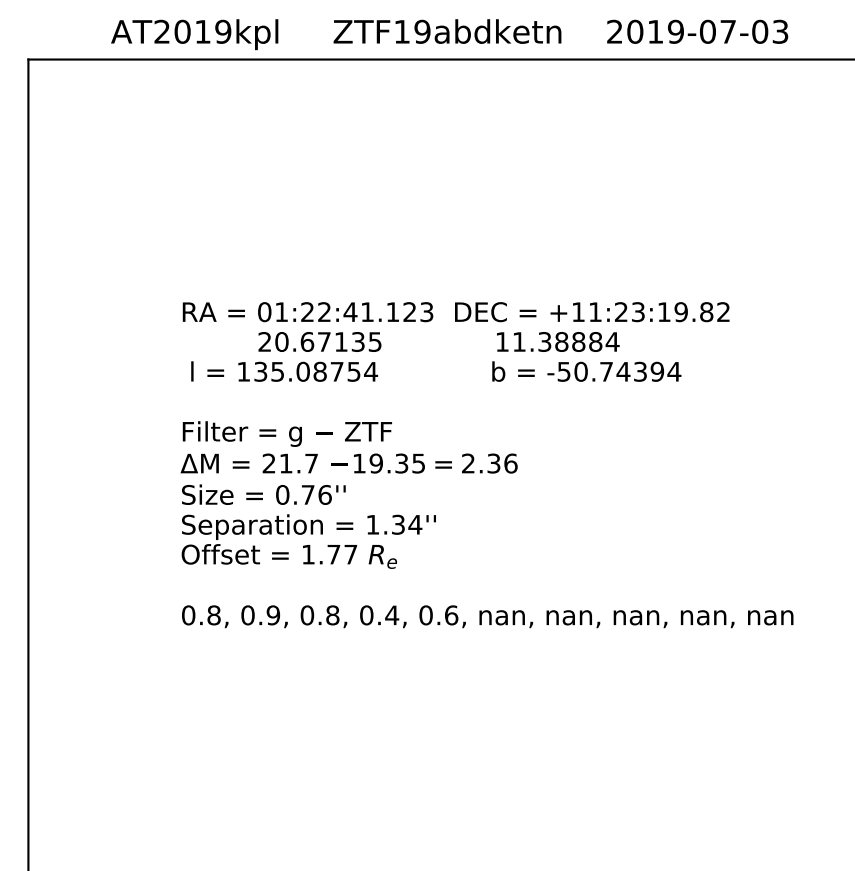 AT2019kpl ZTF19abdketn 2019-07-03
RA = 01:22:41.123 DEC = +11:23:19.82
20.67135 11.38884
l = 135.08754 b = -50.74394
Filter = g − ZTF
ΔM = 21.7 −19.35 = 2.36
Size = 0.76''
Separation = 1.34''
Offset = 1.77 Rₑ
0.8, 0.9, 0.8, 0.4, 0.6, nan, nan, nan, nan, nan